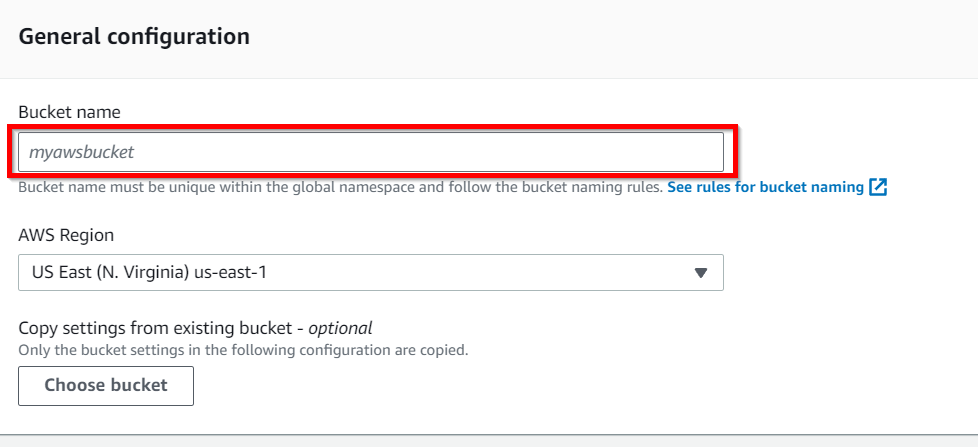 General configuration
Bucket name
myawsbucket
Bucket name must be unique within the global namespace and follow the bucket naming rules. See rules for bucket naming
AWS Region
US East (N. Virginia) us-east-1
Copy settings from existing bucket - optional
Only the bucket settings in the following configuration are copied.
Choose bucket